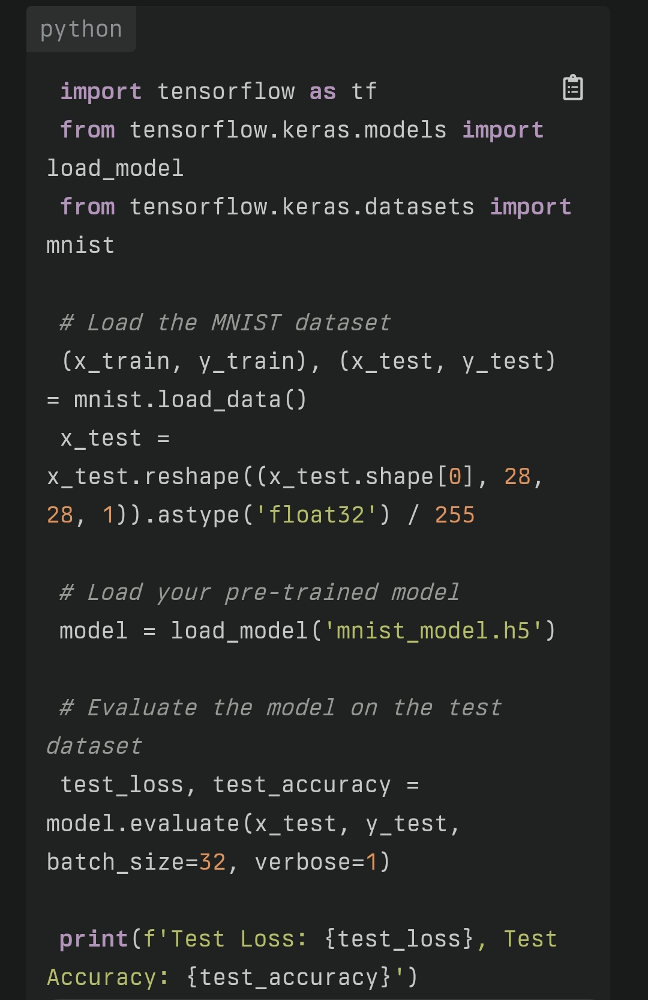 python
import tensorflow as tf
from tensorflow.keras.models import
load_model
from tensorflow.keras.datasets import
mnist
# Load the MNIST dataset
(x_train, y_train), (x_test, y_test)
= mnist.load_data()
x_test =
x_test.reshape((x_test.shape[0], 28,
28, 1)).astype('float32') / 255
# Load your pre-trained model
model = load_model('mnist_model.h5')
# Evaluate the model on the test
dataset
test_loss, test_accuracy =
model.evaluate(x_test, y_test,
batch_size=32, verbose=1)
print(f'Test Loss: {test_loss}, Test
Accuracy: {test_accuracy}')